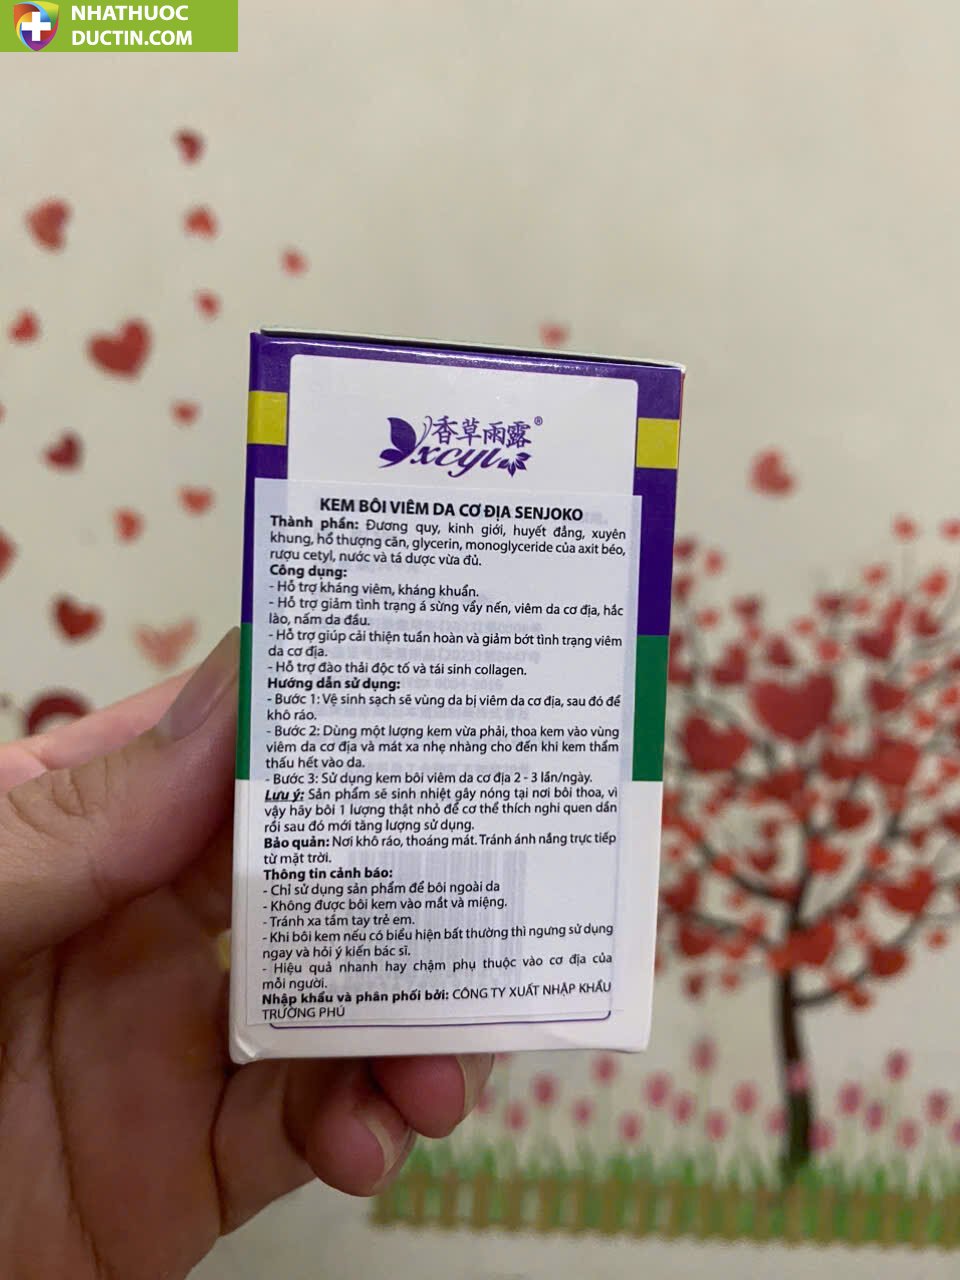 NHATHUOC
DUCTIN.COM
香草雨露®
xcyl
KEM BÔI VIÊM DA CƠ ĐỊA SENJOKO
Thành phần: Đương quy, kinh giới, huyết đằng, xuyên
khung, hổ thượng căn, glycerin, monoglyceride của axit béo,
rượu cetyl, nước và tá dược vừa đủ.
Công dụng:
- Hỗ trợ kháng viêm, kháng khuẩn.
- Hỗ trợ giảm tình trạng á sừng vẩy nến, viêm da cơ địa, hắc
lào, nấm da đầu.
- Hỗ trợ giúp cải thiện tuần hoàn và giảm bớt tình trạng viêm
da cơ địa.
- Hỗ trợ đào thải độc tố và tái sinh collagen.
Hướng dẫn sử dụng:
- Bước 1: Vệ sinh sạch sẽ vùng da bị viêm da cơ địa, sau đó để
khô ráo.
- Bước 2: Dùng một lượng kem vừa phải, thoa kem vào vùng
viêm da cơ địa và mát xa nhẹ nhàng cho đến khi kem thẩm
thấu hết vào da.
- Bước 3: Sử dụng kem bôi viêm da cơ địa 2 - 3 lần/ngày.
Lưu ý: Sản phẩm sẽ sinh nhiệt gây nóng tại nơi bôi thoa, vì
vậy hãy bôi 1 lượng thật nhỏ để cơ thể thích nghi quen dần
rồi sau đó mới tăng lượng sử dụng.
Bảo quản: Nơi khô ráo, thoáng mát. Tránh ánh nắng trực tiếp
từ mặt trời.
Thông tin cảnh báo:
- Chỉ sử dụng sản phẩm để bôi ngoài da
- Không được bôi kem vào mắt và miệng.
- Tránh xa tầm tay trẻ em.
- Khi bôi kem nếu có biểu hiện bất thường thì ngưng sử dụng
ngay và hỏi ý kiến bác sĩ.
- Hiệu quả nhanh hay chậm phụ thuộc vào cơ địa của
mỗi người.
Nhập khẩu và phân phối bởi: CÔNG TY XUẤT NHẬP KHẨU
TRƯỜNG PHÚ